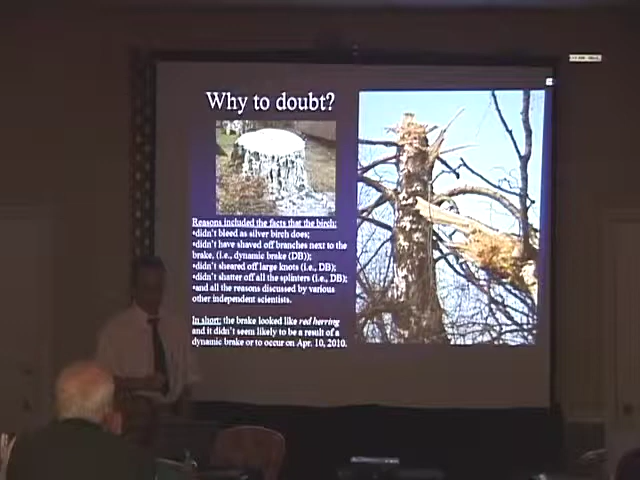 Why to doubt?
Reasons included the facts that the birch:
•didn't bleed as silver birch does;
•didn't have shaved off branches next to the
brake, (i.e., dynamic brake (DB));
•didn't sheared off large knots (i.e., DB);
•didn't shatter off all the splinters (i.e., DB);
•and all the reasons discussed by various
other independent scientists.
In short: the brake looked like red herring
and it didn't seem likely to be a result of a
dynamic brake or to occur on Apr. 10, 2010.